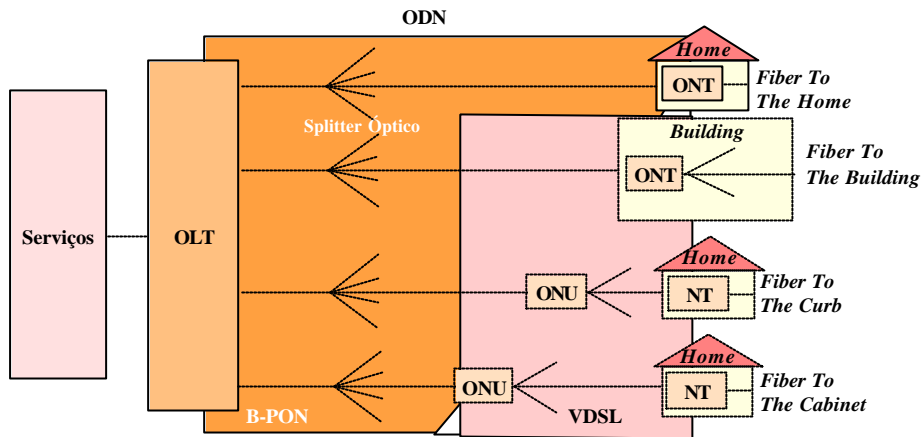 ODN
Home
ONT
Fiber To
The Home
Splitter Óptico
Building
ONT
Fiber To
The Building
Serviços
OLT
Home
ONU
NT
Fiber To
The Curb
Home
ONU
NT
Fiber To
The Cabinet
B-PON
VDSL